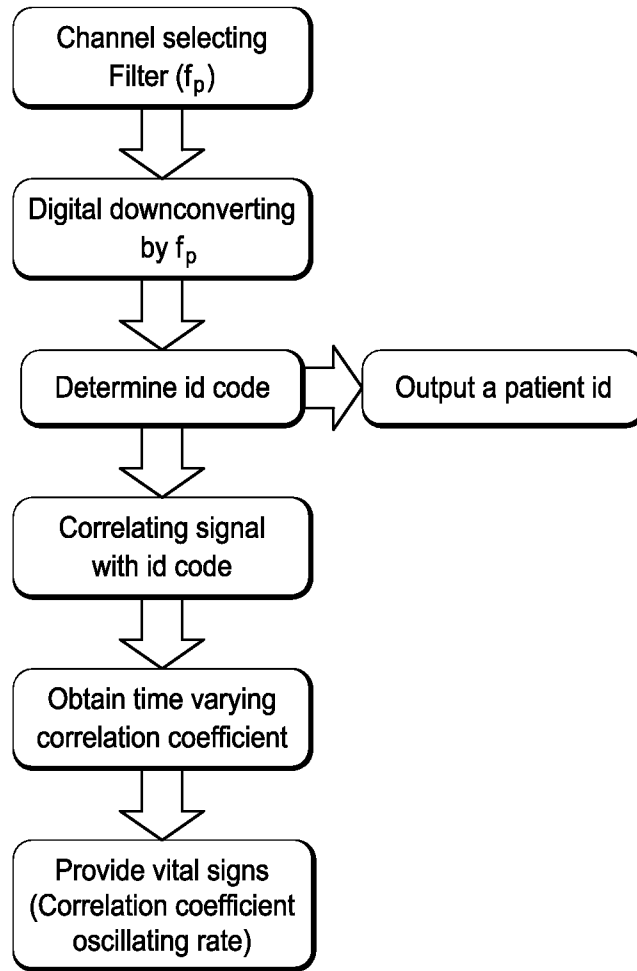 Channel selecting
Filter (fp)
Digital downconverting
by fp
Determine id code
Output a patient id
Correlating signal
with id code
Obtain time varying
correlation coefficient
Provide vital signs
(Correlation coefficient
oscillating rate)